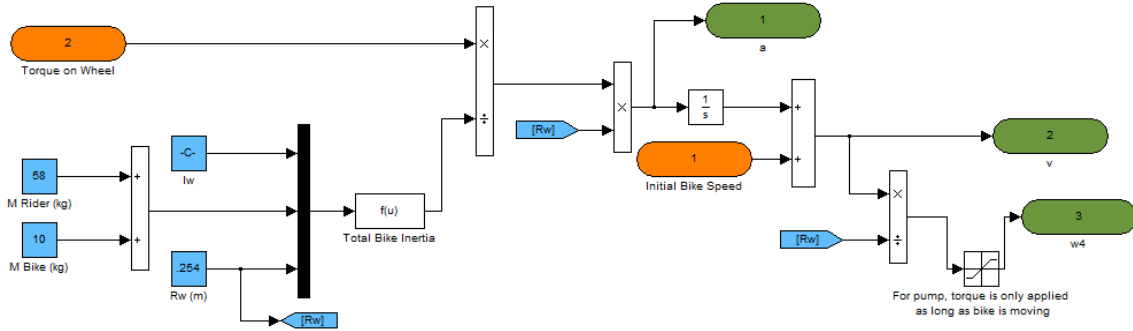 2
Torque on Wheel
×
÷
1
a
[Rw]
×
1
s
+
+
1
Initial Bike Speed
2
v
-C-
Iw
58
M Rider (kg)
+
+
10
M Bike (kg)
f(u)
Total Bike Inertia
.254
Rw (m)
[Rw]
×
÷
[Rw]
3
w4
For pump, torque is only applied
as long as bike is moving